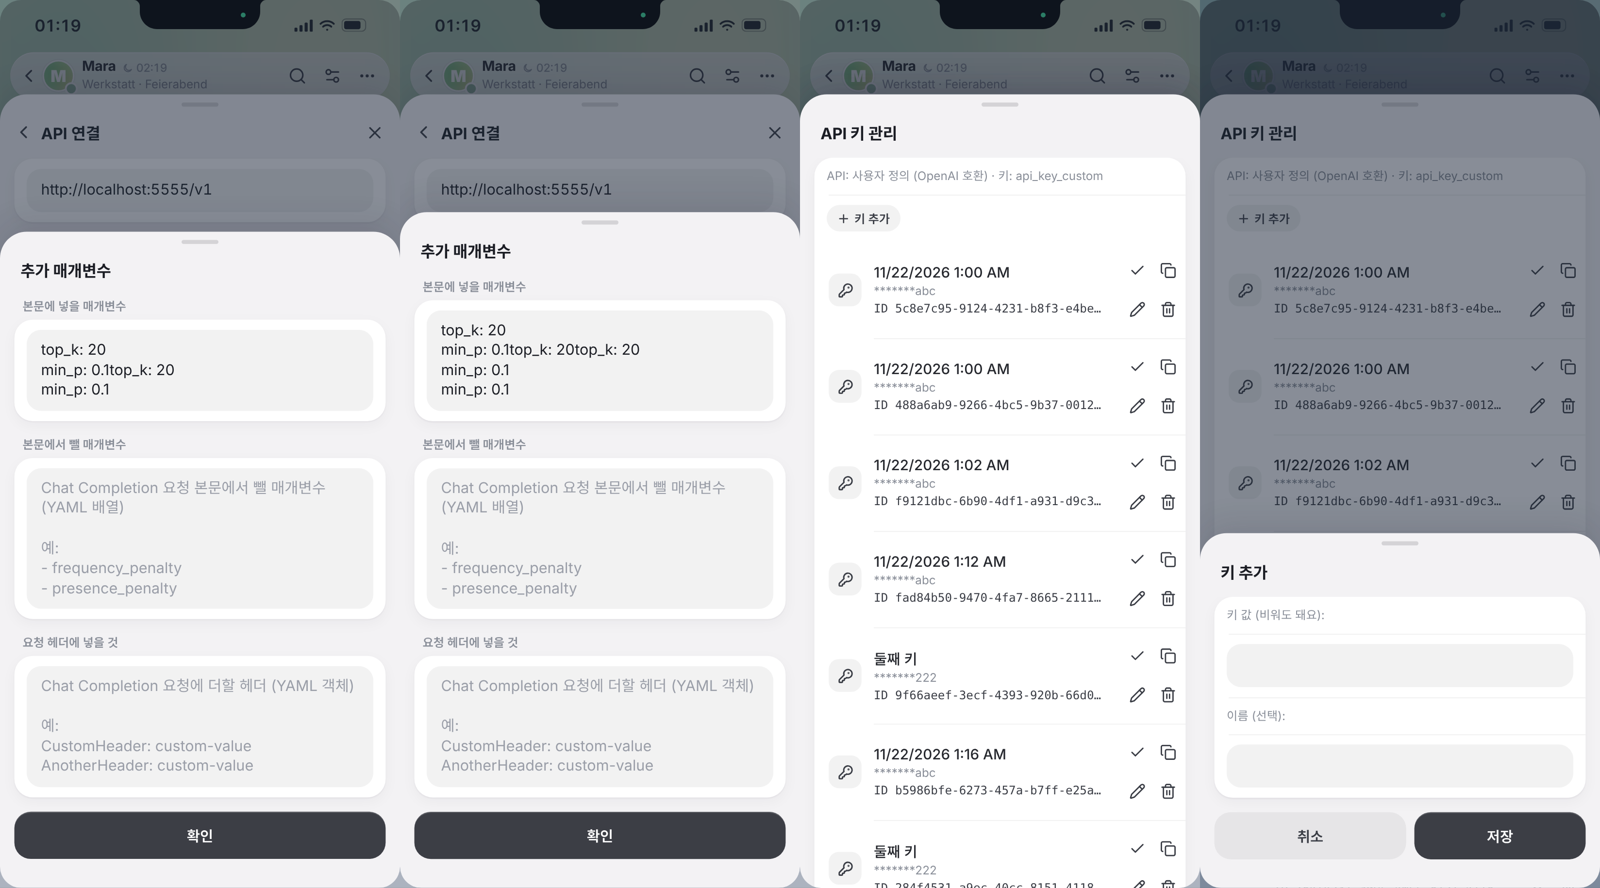 01:19
M
Mara 02:19
Werkstatt · Feierabend
API 연결
http://localhost:5555/v1
추가 매개변수
본문에 넣을 매개변수
top_k: 20
min_p: 0.1top_k: 20
min_p: 0.1
본문에서 뺄 매개변수
Chat Completion 요청 본문에서 뺄 매개변수
(YAML 배열)
예:
- frequency_penalty
- presence_penalty
요청 헤더에 넣을 것
Chat Completion 요청에 더할 헤더 (YAML 객체)
예:
CustomHeader: custom-value
AnotherHeader: custom-value
확인
01:19
M
Mara 02:19
Werkstatt · Feierabend
API 연결
http://localhost:5555/v1
추가 매개변수
본문에 넣을 매개변수
top_k: 20
min_p: 0.1top_k: 20top_k: 20
min_p: 0.1
min_p: 0.1
본문에서 뺄 매개변수
Chat Completion 요청 본문에서 뺄 매개변수
(YAML 배열)
예:
- frequency_penalty
- presence_penalty
요청 헤더에 넣을 것
Chat Completion 요청에 더할 헤더 (YAML 객체)
예:
CustomHeader: custom-value
AnotherHeader: custom-value
확인
01:19
M
Mara 02:19
Werkstatt · Feierabend
API 키 관리
API: 사용자 정의 (OpenAI 호환) · 키: api_key_custom
+ 키 추가
11/22/2026 1:00 AM
*******abc
ID 5c8e7c95-9124-4231-b8f3-e4be…
11/22/2026 1:00 AM
*******abc
ID 488a6ab9-9266-4bc5-9b37-0012…
11/22/2026 1:02 AM
*******abc
ID f9121dbc-6b90-4df1-a931-d9c3…
11/22/2026 1:12 AM
*******abc
ID fad84b50-9470-4fa7-8665-2111…
둘째 키
*******222
ID 9f66aeef-3ecf-4393-920b-66d0…
11/22/2026 1:16 AM
*******abc
ID b5986bfe-6273-457a-b7ff-e25a…
둘째 키
*******222
01:19
M
Mara 02:19
Werkstatt · Feierabend
API 키 관리
API: 사용자 정의 (OpenAI 호환) · 키: api_key_custom
+ 키 추가
11/22/2026 1:00 AM
*******abc
ID 5c8e7c95-9124-4231-b8f3-e4be…
11/22/2026 1:00 AM
*******abc
ID 488a6ab9-9266-4bc5-9b37-0012…
11/22/2026 1:02 AM
*******abc
ID f9121dbc-6b90-4df1-a931-d9c3…
키 추가
키 값 (비워도 돼요):
이름 (선택):
취소
저장